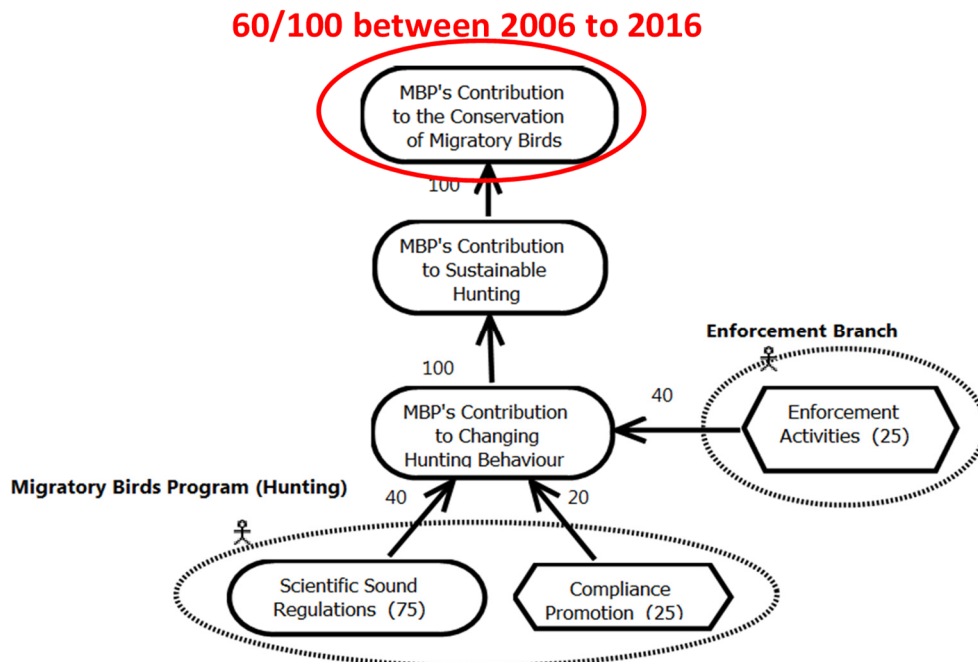 60/100 between 2006 to 2016
MBP's Contribution
to the Conservation
of Migratory Birds
100
MBP's Contribution
to Sustainable
Hunting
Enforcement Branch
100
40
MBP's Contribution
to Changing
Hunting Behaviour
Enforcement
Activities (25)
Migratory Birds Program (Hunting)
40
20
Scientific Sound
Regulations (75)
Compliance
Promotion (25)